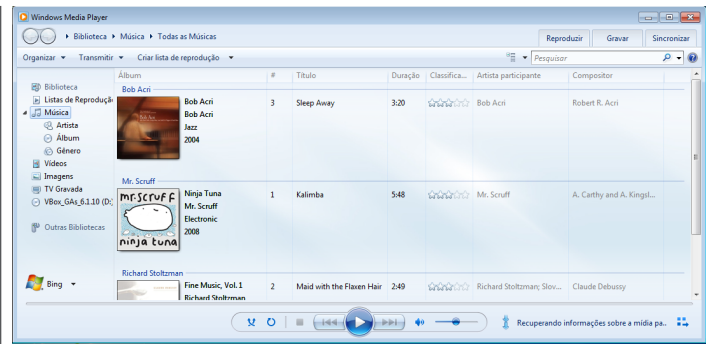 Windows Media Player
Biblioteca Música Todas as Músicas
Reproduzir Gravar Sincronizar
Organizar Transmitir Criar lista de reprodução Pesquisar
Álbum # Título Duração Classifica... Artista participante Compositor
Biblioteca
Listas de Reproduçã
Música
Artista
Álbum
Gênero
Vídeos
Imagens
TV Gravada
VBox_GAs_6.1.10 (D:)
Outras Bibliotecas
Bing
Bob Acri
Bob Acri 3 Sleep Away 3:20 Bob Acri Robert R. Acri
Bob Acri
Jazz
2004
Mr. Scruff
mr.scruff
ninja tuna
Ninja Tuna 1 Kalimba 5:48 Mr. Scruff A. Carthy and A. Kingsl...
Mr. Scruff
Electronic
2008
Richard Stoltzman
Fine Music, Vol. 1 2 Maid with the Flaxen Hair 2:49 Richard Stoltzman; Slov... Claude Debussy
Richard Stoltzman
Recuperando informações sobre a mídia pa..